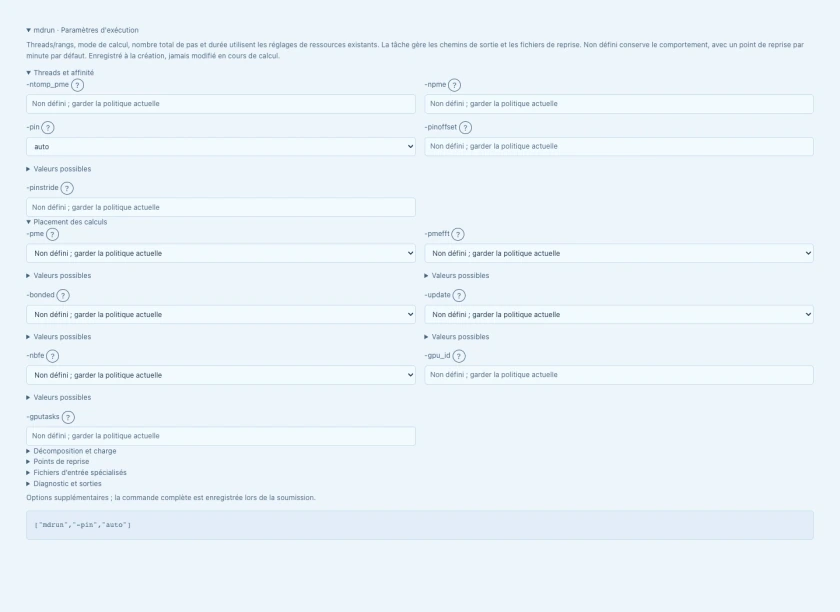 ▼ mdrun · Paramètres d'exécution
Threads/rangs, mode de calcul, nombre total de pas et durée utilisent les réglages de ressources existants. La tâche gère les chemins de sortie et les fichiers de reprise. Non défini conserve le comportement, avec un point de reprise par
minute par défaut. Enregistré à la création, jamais modifié en cours de calcul.
▼ Threads et affinité
-ntomp_pme ?
-npme ?
Non défini ; garder la politique actuelle
Non défini ; garder la politique actuelle
-pin ?
-pinoffset ?
auto
Non défini ; garder la politique actuelle
▶ Valeurs possibles
-pinstride ?
Non défini ; garder la politique actuelle
▼ Placement des calculs
-pme ?
-pmefft ?
Non défini ; garder la politique actuelle
Non défini ; garder la politique actuelle
▶ Valeurs possibles
▶ Valeurs possibles
-bonded ?
-update ?
Non défini ; garder la politique actuelle
Non défini ; garder la politique actuelle
▶ Valeurs possibles
▶ Valeurs possibles
-nbfe ?
-gpu_id ?
Non défini ; garder la politique actuelle
Non défini ; garder la politique actuelle
▶ Valeurs possibles
-gputasks ?
Non défini ; garder la politique actuelle
▶ Décomposition et charge
▶ Points de reprise
▶ Fichiers d'entrée spécialisés
▶ Diagnostic et sorties
Options supplémentaires ; la commande complète est enregistrée lors de la soumission.
["mdrun","-pin","auto"]